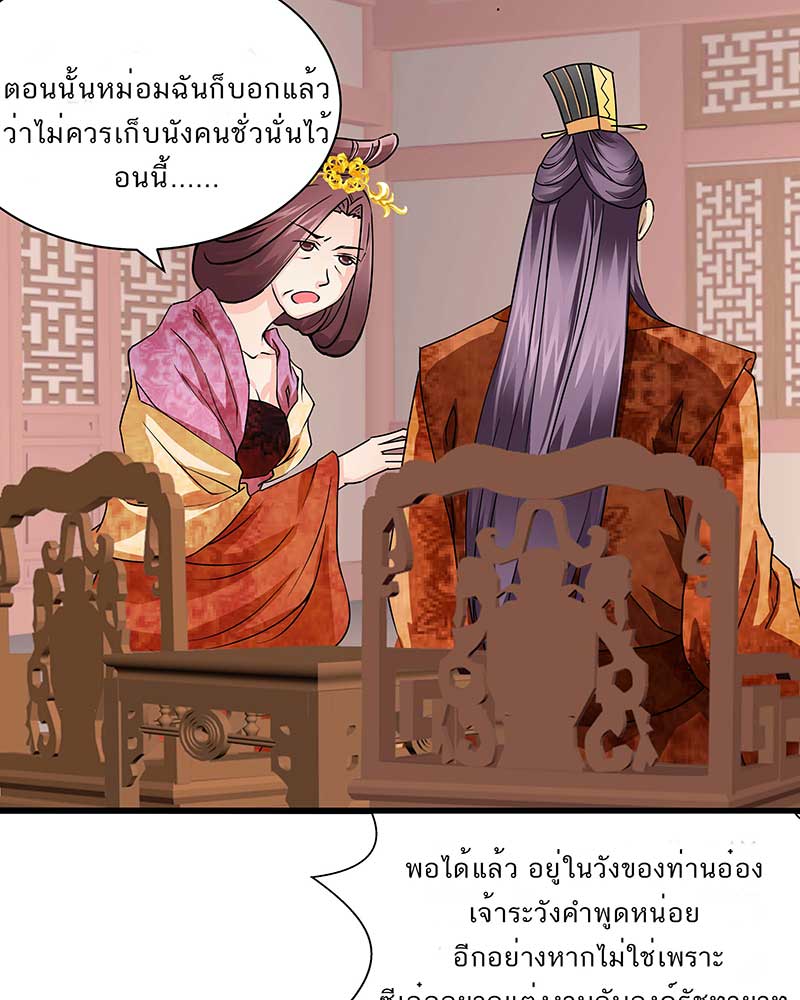 ตอนนั้นหม่อมฉันก็บอกแล้ว
ว่าไม่ควรเก็บนังคนชั่วนั่นไว้
อนนี้......
พอได้แล้ว อยู่ในวังของท่านอ๋อง
เจ้าระวังคำพูดหน่อย
อีกอย่างหากไม่ใช่เพราะ